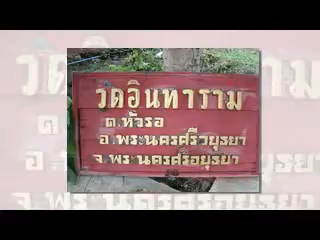 วัดอินทาราม
ต.หัวรอ
อ.พระนครศรีอยุธยา
จ.พระนครศรีอยุธยา